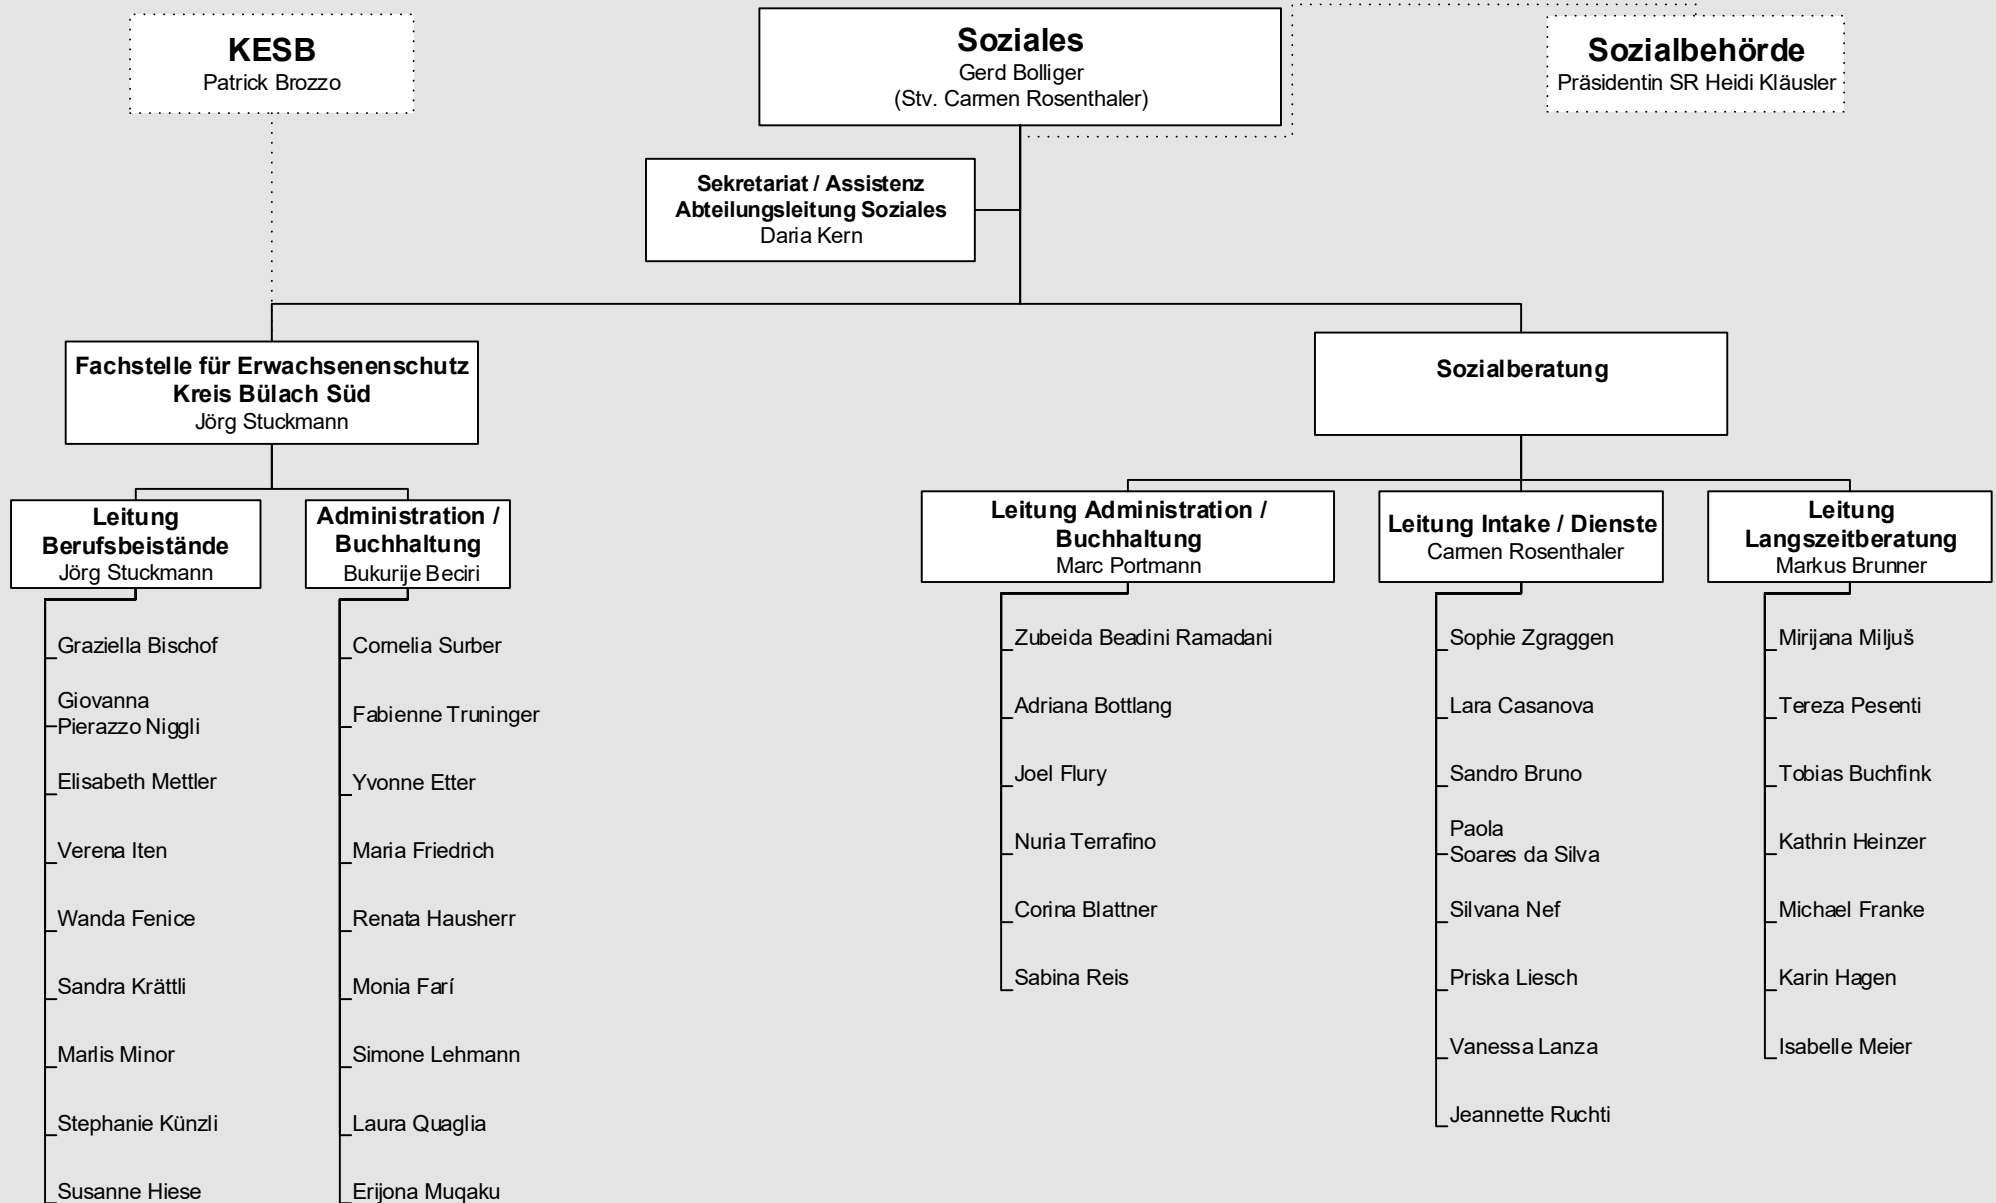 KESB
Patrick Brozzo
Soziales
Gerd Bolliger
(Stv. Carmen Rosenthaler)
Sozialbehörde
Präsidentin SR Heidi Kläusler
Sekretariat / Assistenz
Abteilungsleitung Soziales
Daria Kern
Fachstelle für Erwachsenenschutz
Kreis Bülach Süd
Jörg Stuckmann
Sozialberatung
Leitung
Berufsbeistände
Jörg Stuckmann
Graziella Bischof
Giovanna
Pierazzo Niggli
Elisabeth Mettler
Verena Iten
Wanda Fenice
Sandra Krättli
Marlis Minor
Stephanie Künzli
Susanne Hiese
Administration /
Buchhaltung
Bukurije Beciri
Cornelia Surber
Fabienne Truninger
Yvonne Etter
Maria Friedrich
Renata Hausherr
Monia Farí
Simone Lehmann
Laura Quaglia
Erijona Muqaku
Leitung Administration /
Buchhaltung
Marc Portmann
Zubeida Beadini Ramadani
Adriana Bottlang
Joel Flury
Nuria Terrafino
Corina Blattner
Sabina Reis
Leitung Intake / Dienste
Carmen Rosenthaler
Sophie Zgraggen
Lara Casanova
Sandro Bruno
Paola
Soares da Silva
Silvana Nef
Priska Liesch
Vanessa Lanza
Jeannette Ruchti
Leitung
Langszeitberatung
Markus Brunner
Mirijana Miljuš
Tereza Pesenti
Tobias Buchfink
Kathrin Heinzer
Michael Franke
Karin Hagen
Isabelle Meier